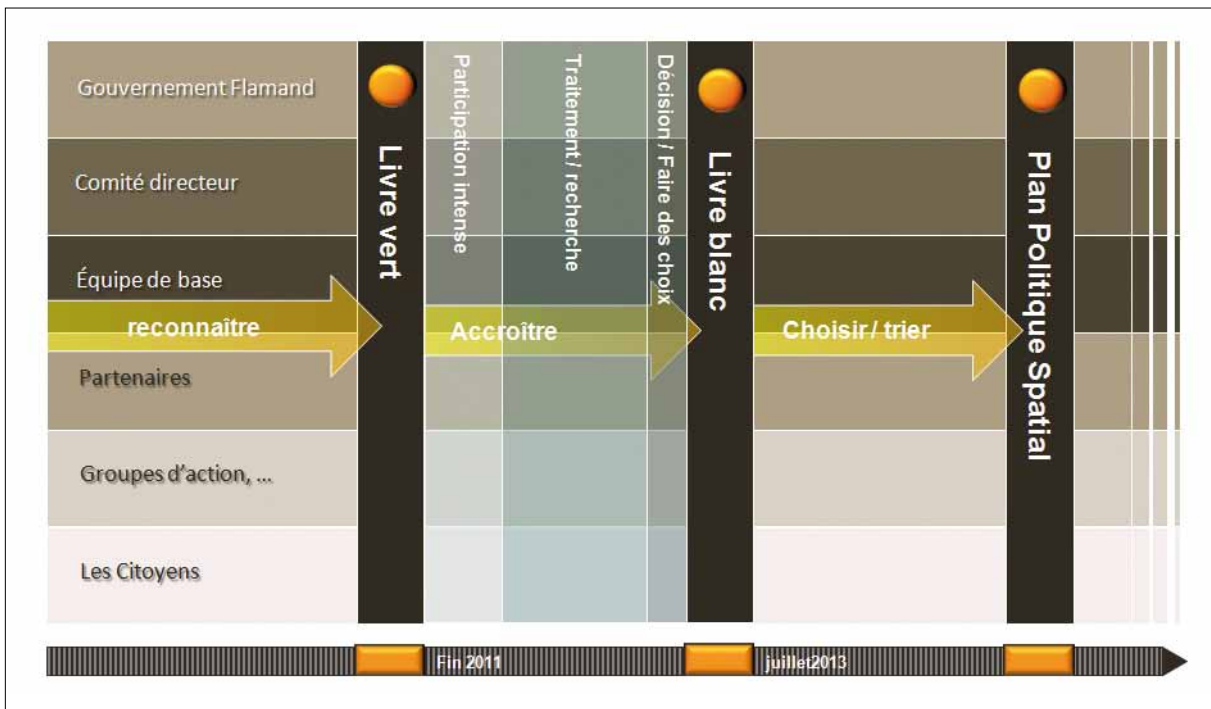 Gouvernement Flamand
Comité directeur
Équipe de base
reconnaître
Partenaires
Groupes d'action, ...
Les Citoyens
Livre vert
Participation intense
Traitement / recherche
Décision / Faire des choix
Accroître
Livre blanc
Choisir / trier
Plan Politique Spatial
Fin 2011
juillet2013